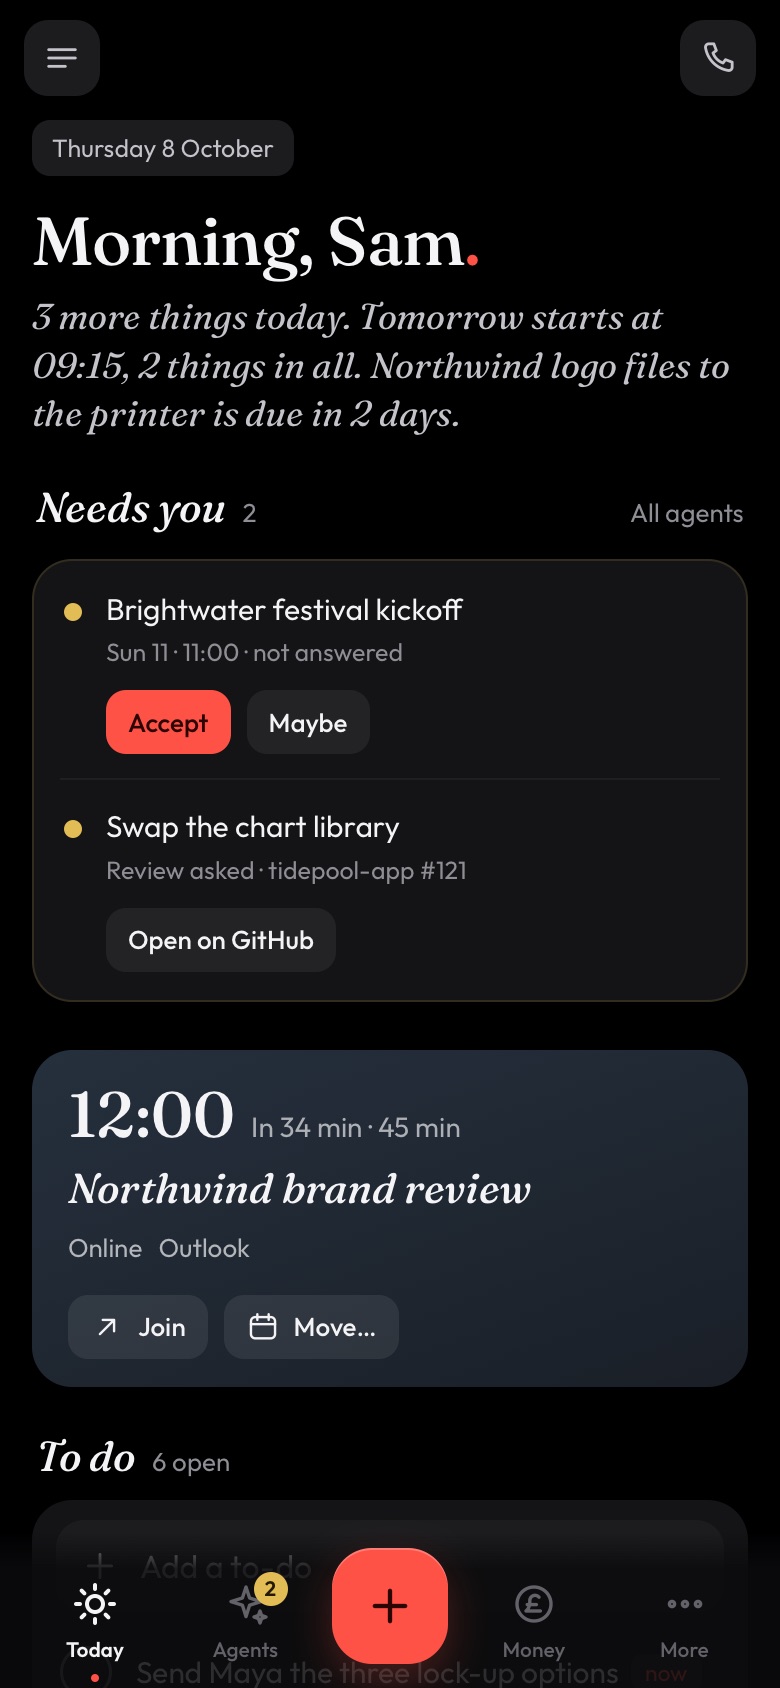 Thursday 8 October
Morning, Sam.
3 more things today. Tomorrow starts at
09:15, 2 things in all. Northwind logo files to
the printer is due in 2 days.
Needs you 2 All agents
Brightwater festival kickoff
Sun 11 · 11:00 · not answered
Accept Maybe
Swap the chart library
Review asked · tidepool-app #121
Open on GitHub
12:00 In 34 min · 45 min
Northwind brand review
Online Outlook
Join Move...
To do 6 open
Add a to-do
2
Today Agents Money More
Send Maya the three lock-up options now